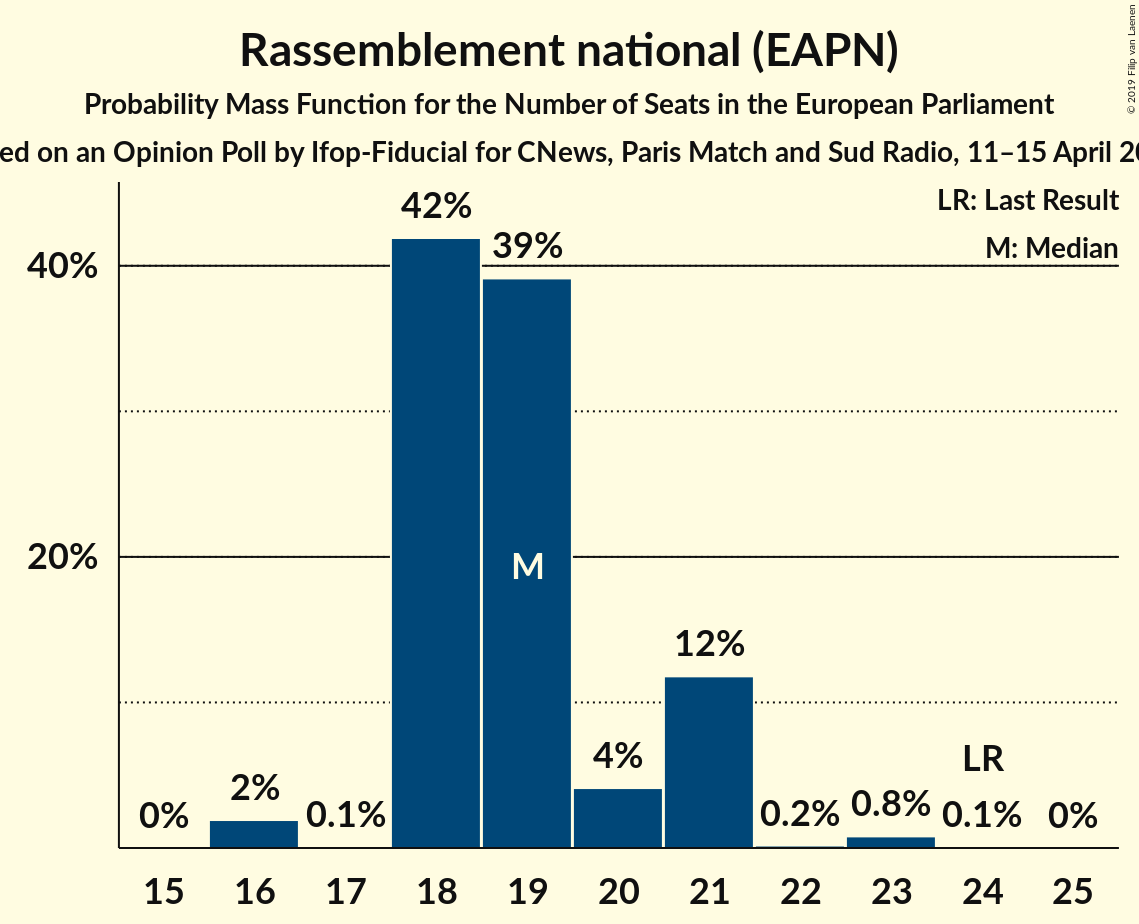 Rassemblement national (EAPN)
Probability Mass Function for the Number of Seats in the European Parliament
ed on an Opinion Poll by Ifop-Fiducial for CNews, Paris Match and Sud Radio, 11–15 April 20
© 2019 Filip van Laenen
LR: Last Result
M: Median
42%
39%
40%
M
20%
12%
4%
LR
2%
0%
0.1%
0.2%
0.8%
0.1%
0%
15 16 17 18 19 20 21 22 23 24 25